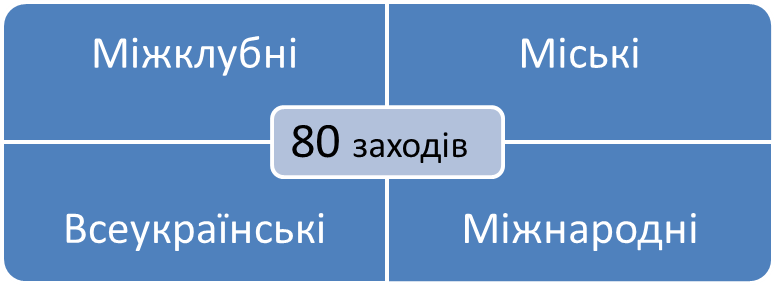 Міжклубні
Міські
80 заходів
Всеукраїнські
Міжнародні